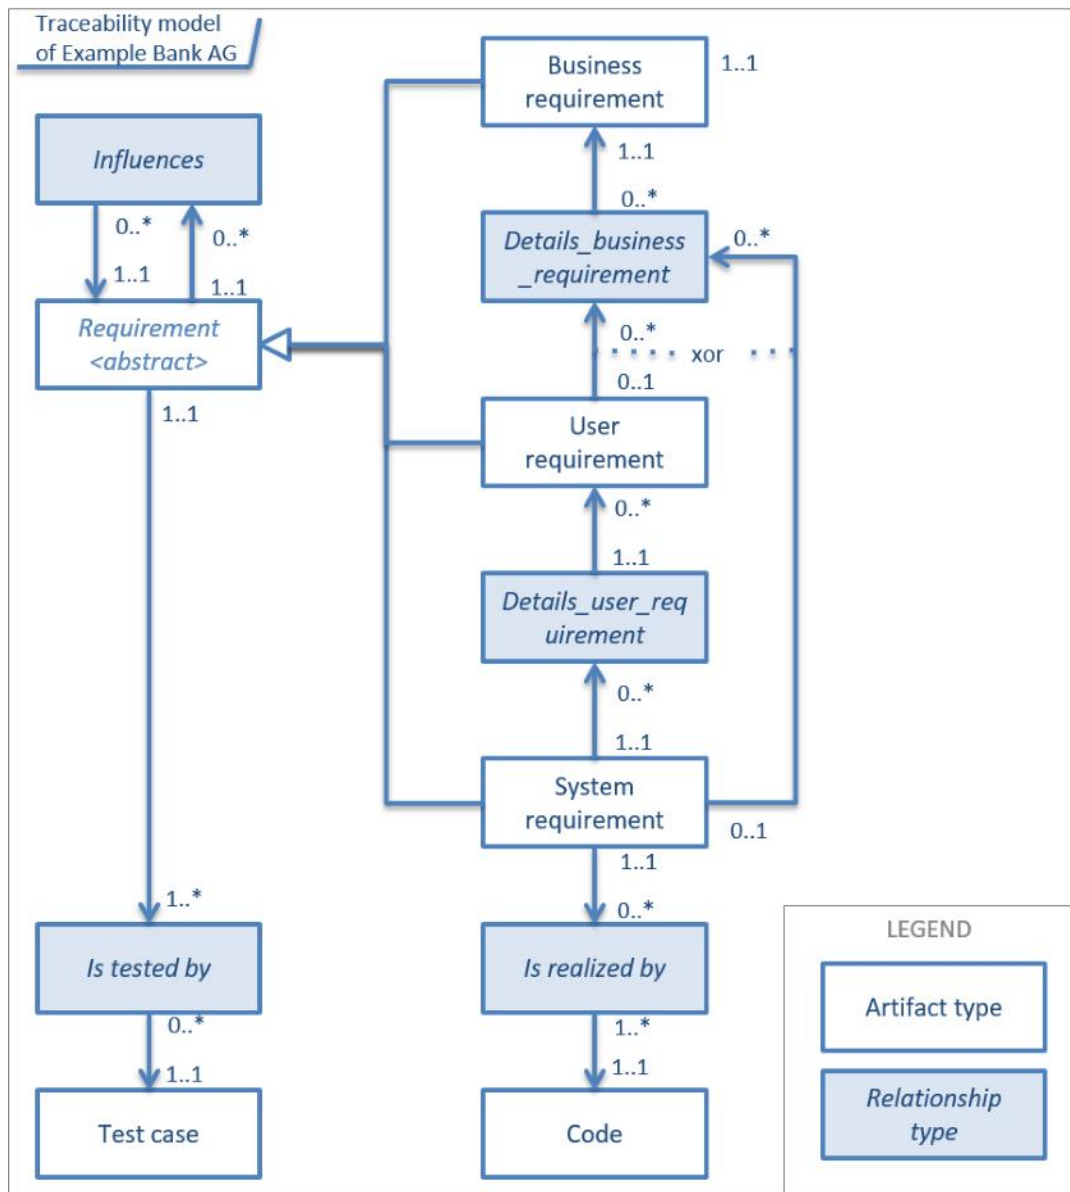 Traceability model
of Example Bank AG
Business
requirement
1..1
Influences
1..1
0..*
0..*
0..*
Details_business
_requirement
0..*
1..1
1..1
Requirement
<abstract>
0..*
xor
0..1
1..1
User
requirement
0..*
1..1
Details_user_req
uirement
0..*
1..1
System
requirement
0..1
1..1
1..*
0..*
Is tested by
Is realized by
0..*
1..*
1..1
1..1
Test case
Code
LEGEND
Artifact type
Relationship
type